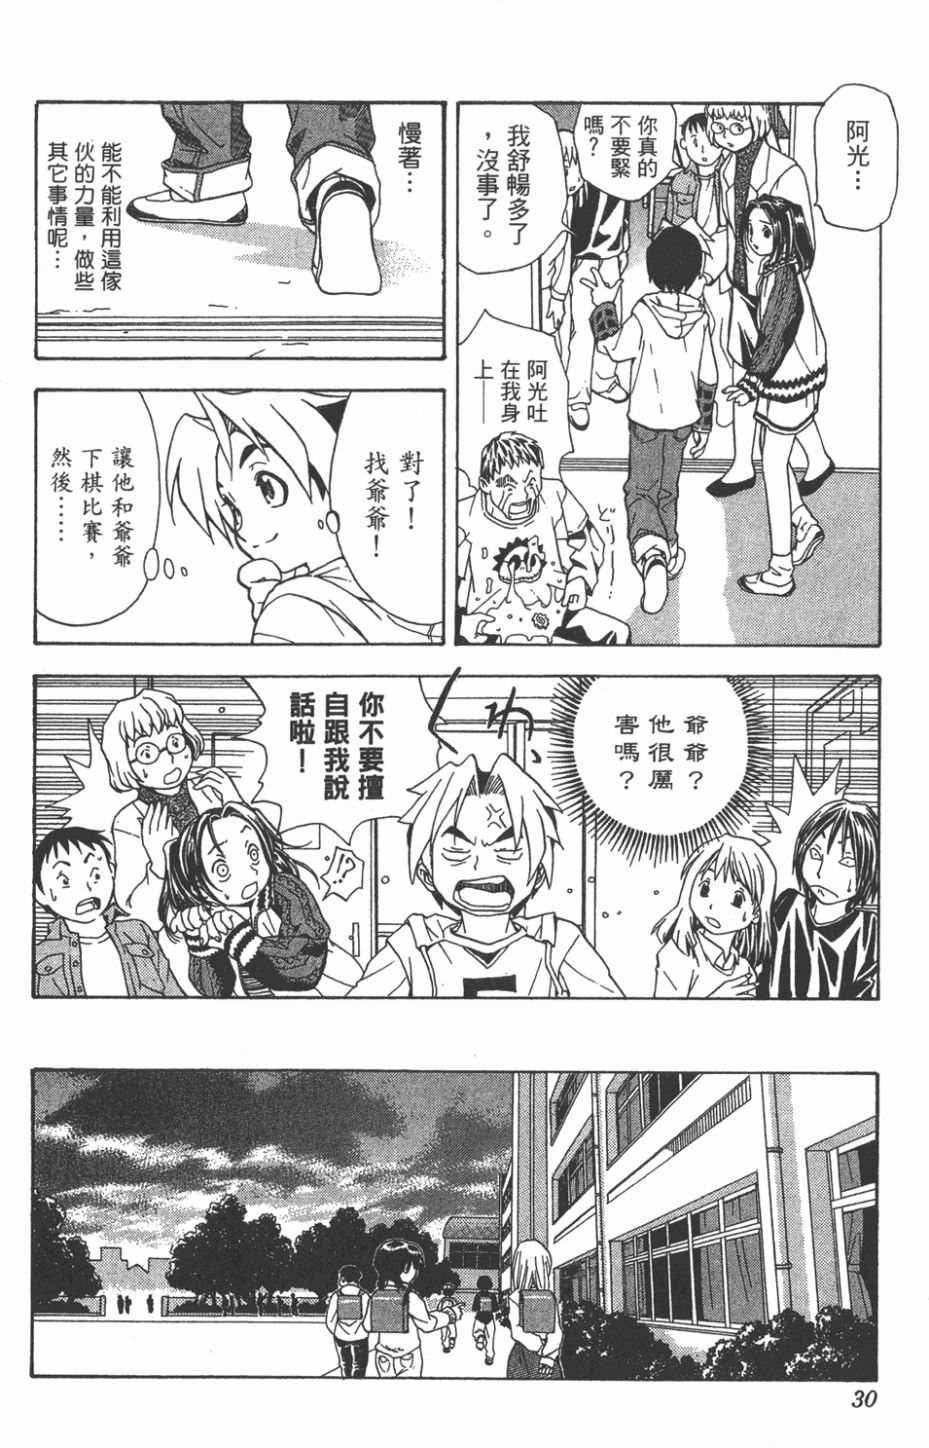 阿光…
你真的
不要緊
嗎？
我舒暢多了
，沒事了。
阿光吐
在我身
上——
ど
慢著…
能不能利用這傢
伙的力量，做些
其它事情呢…
對了！
找爺爺！
讓他和爺爺
下棋比賽，
然後……
爺爺？
他很厲
害嗎？
くわっ
你不要擅
自跟我說
話啦！
!?
30